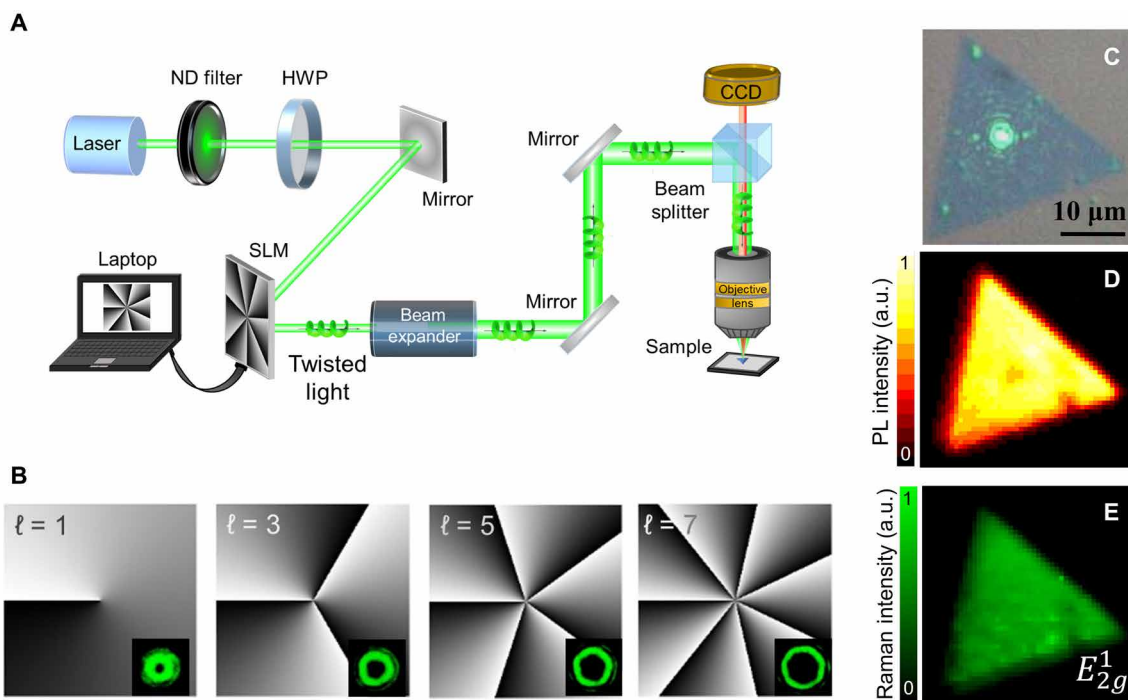 A
ND filter
HWP
Laser
Mirror
Mirror
CCD
Beam
splitter
Laptop
SLM
Beam
expander
Mirror
Twisted
light
Objective
lens
Sample
C
10 μm
PL intensity (a.u.)
1
0
D
B
ℓ = 1
ℓ = 3
ℓ = 5
ℓ = 7
Raman intensity (a.u.)
1
0
E
E¹₂g